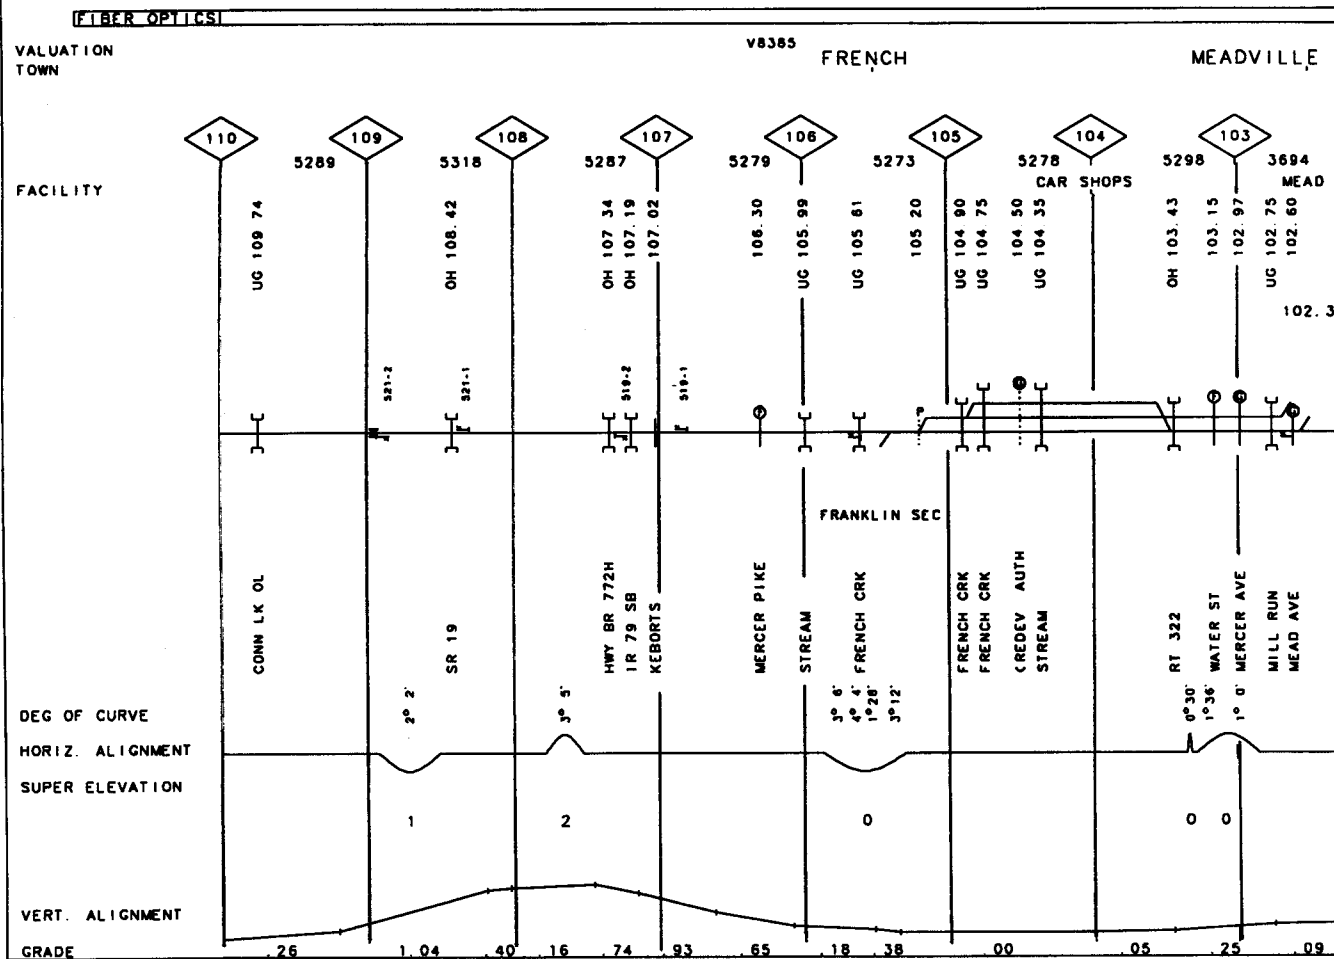 FIBER OPTICS
VALUATION
V8385
TOWN
FRENCH
MEADVILLE
110
109
108
107
106
105
104
103
5289
5318
5287
5279
5273
5278
5298
3694
CAR SHOPS
MEAD
FACILITY
UG 109 74
OH 108.42
OH 107 34
OH 107.19
107.02
106.30
UG 105.99
UG 105 61
105 20
UG 104.90
UG 104.75
104.50
UG 104.35
OH 103.43
103.15
102.97
UG 102.75
102.60
102.3
521-2
521-1
519-2
519-1
FRANKLIN SEC
CONN LK OL
SR 19
HWY BR 772H
IR 79 SB
KEBORTS
MERCER PIKE
STREAM
FRENCH CRK
FRENCH CRK
FRENCH CRK
(REDEV AUTH
STREAM
RT 322
WATER ST
MERCER AVE
MILL RUN
MEAD AVE
DEG OF CURVE
2° 2'
3° 5'
3° 6'
4° 4'
1°28'
3°12'
0°30'
1°36'
1° 0'
HORIZ. ALIGNMENT
SUPER ELEVATION
1
2
0
0
0
VERT. ALIGNMENT
GRADE
.26
1.04
.40
.16
.74
.93
.65
.18
.38
.00
.05
.25
.09